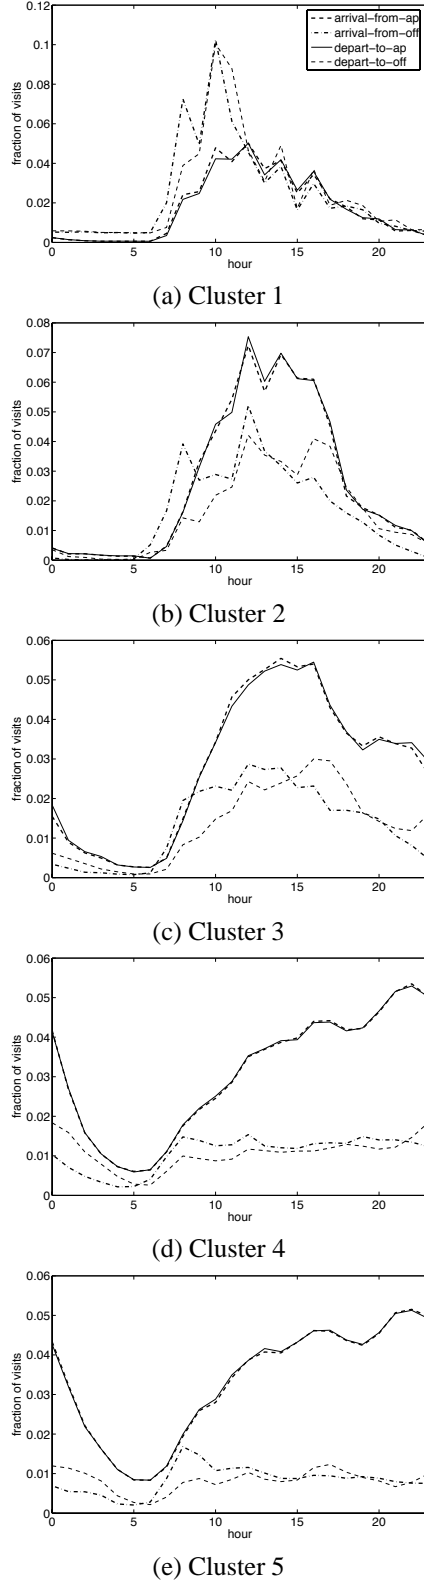 0.12
0.1
0.08
0.06
0.04
0.02
0
fraction of visits
arrival-from-ap
arrival-from-off
depart-to-ap
depart-to-off
0 5 10 15 20
hour
(a) Cluster 1
0.08
0.07
0.06
0.05
0.04
0.03
0.02
0.01
0
fraction of visits
0 5 10 15 20
hour
(b) Cluster 2
0.06
0.05
0.04
0.03
0.02
0.01
0
fraction of visits
0 5 10 15 20
hour
(c) Cluster 3
0.06
0.05
0.04
0.03
0.02
0.01
0
fraction of visits
0 5 10 15 20
hour
(d) Cluster 4
0.06
0.05
0.04
0.03
0.02
0.01
0
fraction of visits
0 5 10 15 20
hour
(e) Cluster 5